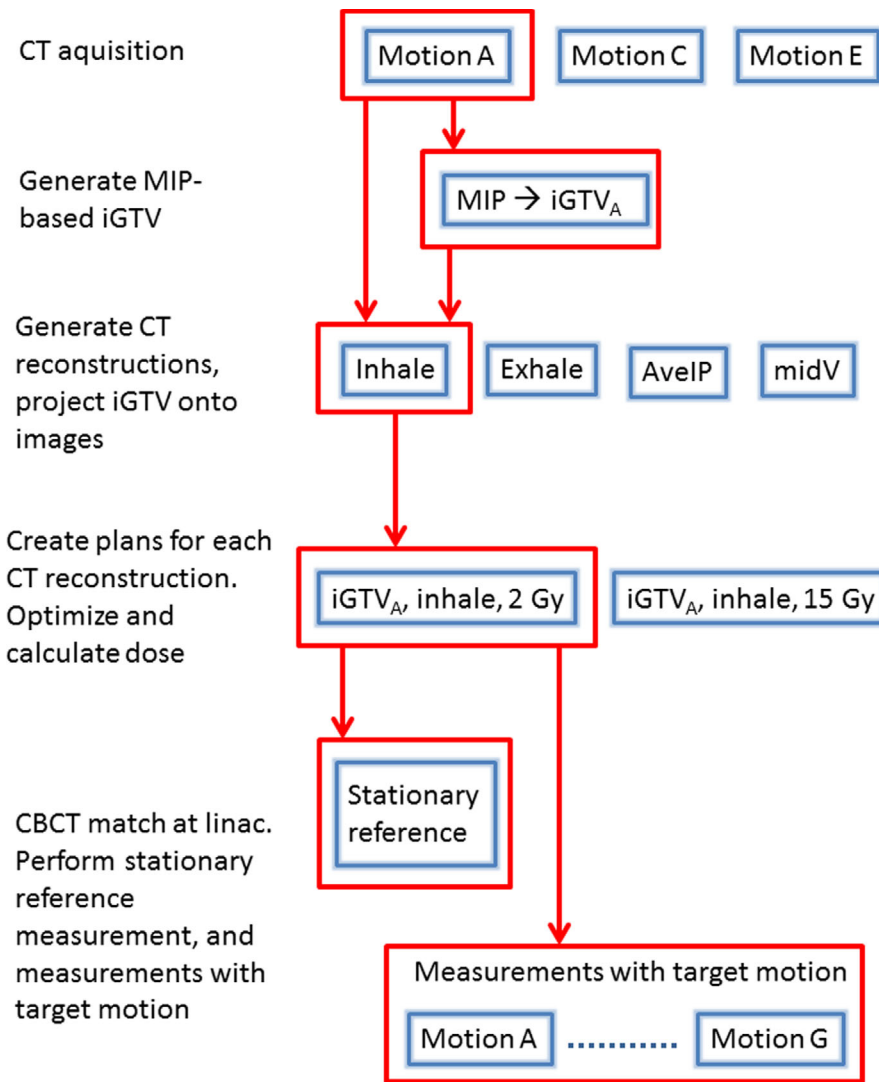 CT aquisition
Motion A
Motion C
Motion E
Generate MIP-
based iGTV
MIP → iGTVA
Generate CT
reconstructions,
project iGTV onto
images
Inhale
Exhale
AveIP
midV
Create plans for each
CT reconstruction.
Optimize and
calculate dose
iGTVA, inhale, 2 Gy
iGTVA, inhale, 15 Gy
Stationary
reference
CBCT match at linac.
Perform stationary
reference
measurement, and
measurements with
target motion
Measurements with target motion
Motion A ........... Motion G